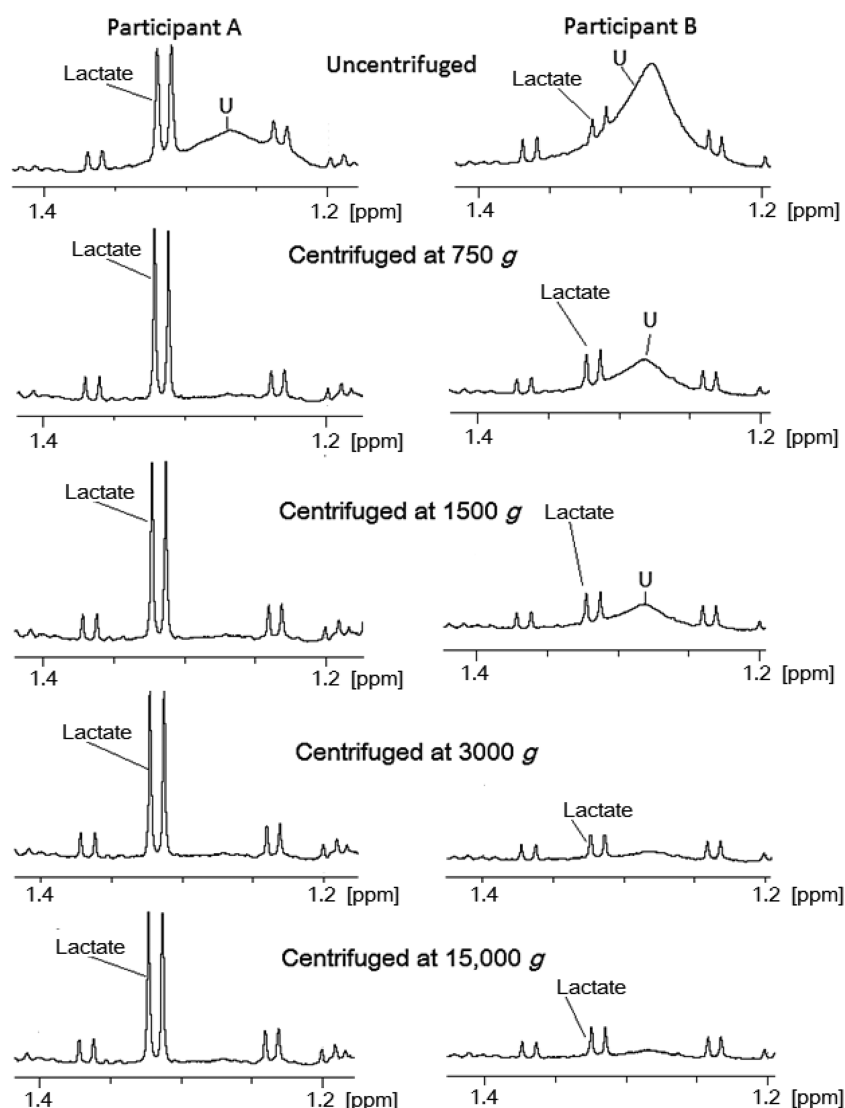 Participant A
Participant B
Uncentrifuged
Lactate
U
U
Lactate
1.4 1.2 [ppm]
1.4 1.2 [ppm]
Centrifuged at 750 g
Lactate
Lactate
U
1.4 1.2 [ppm]
1.4 1.2 [ppm]
Centrifuged at 1500 g
Lactate
Lactate
U
1.4 1.2 [ppm]
1.4 1.2 [ppm]
Centrifuged at 3000 g
Lactate
Lactate
1.4 1.2 [ppm]
1.4 1.2 [ppm]
Centrifuged at 15,000 g
Lactate
Lactate
1.4 1.2 [ppm]
1.4 1.2 [ppm]